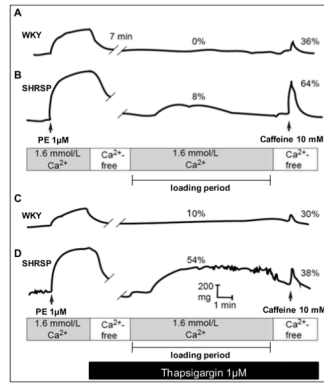 A
WKY
7 min
0%
36%
B
SHRSP
8%
64%
PE 1µM
Caffeine 10 mM
1.6 mmol/L
Ca2+
Ca2+-
free
1.6 mmol/L
Ca2+
Ca2+-
free
loading period
C
WKY
10%
30%
D
SHRSP
54%
38%
200
mg
1 min
PE 1µM
Caffeine 10 mM
1.6 mmol/L
Ca2+
Ca2+-
free
1.6 mmol/L
Ca2+
Ca2+-
free
loading period
Thapsigargin 1µM